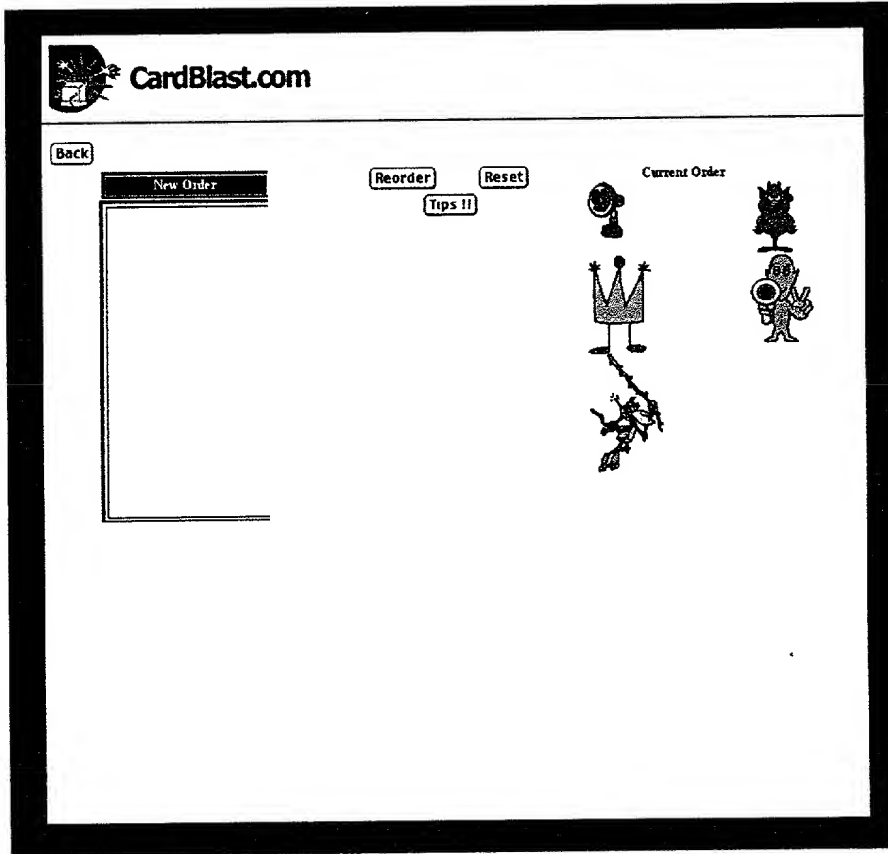 CardBlast.com
Back
New Order
Reorder
Reset
Current Order
Tips !!